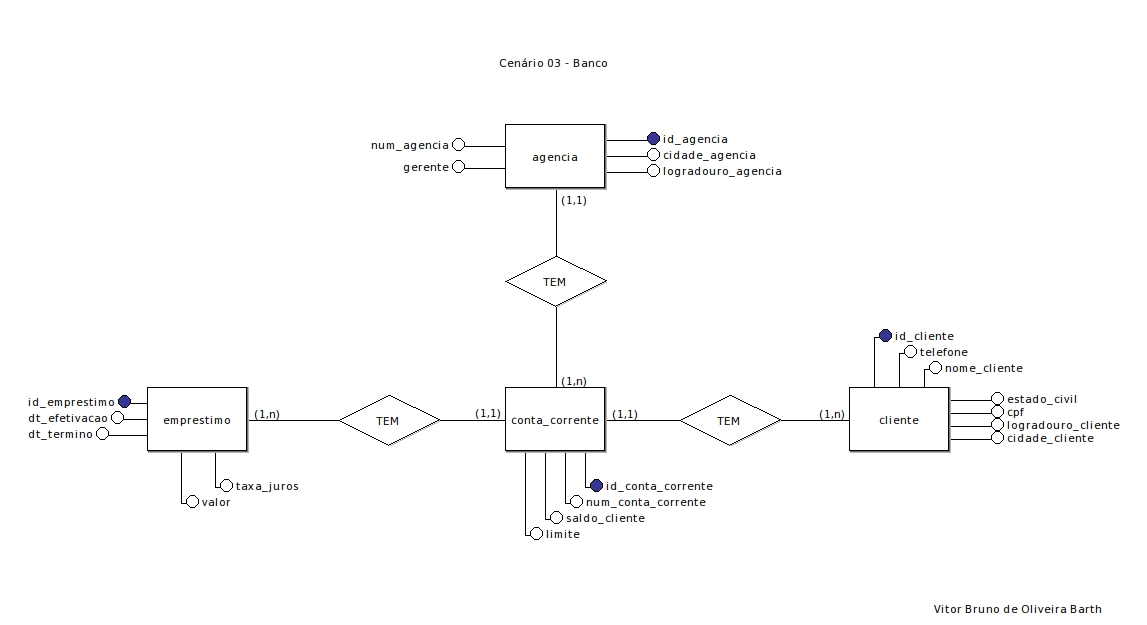 Cenário 03 - Banco
num_agencia
gerente
agencia
id_agencia
cidade_agencia
logradouro_agencia
(1,1)
TEM
(1,n)
id_emprestimo
dt_efetivacao
dt_termino
emprestimo
(1,n)
taxa_juros
valor
TEM
(1,1)
conta_corrente
(1,1)
id_conta_corrente
num_conta_corrente
saldo_cliente
limite
TEM
(1,n)
cliente
id_cliente
telefone
nome_cliente
estado_civil
cpf
logradouro_cliente
cidade_cliente
Vitor Bruno de Oliveira Barth